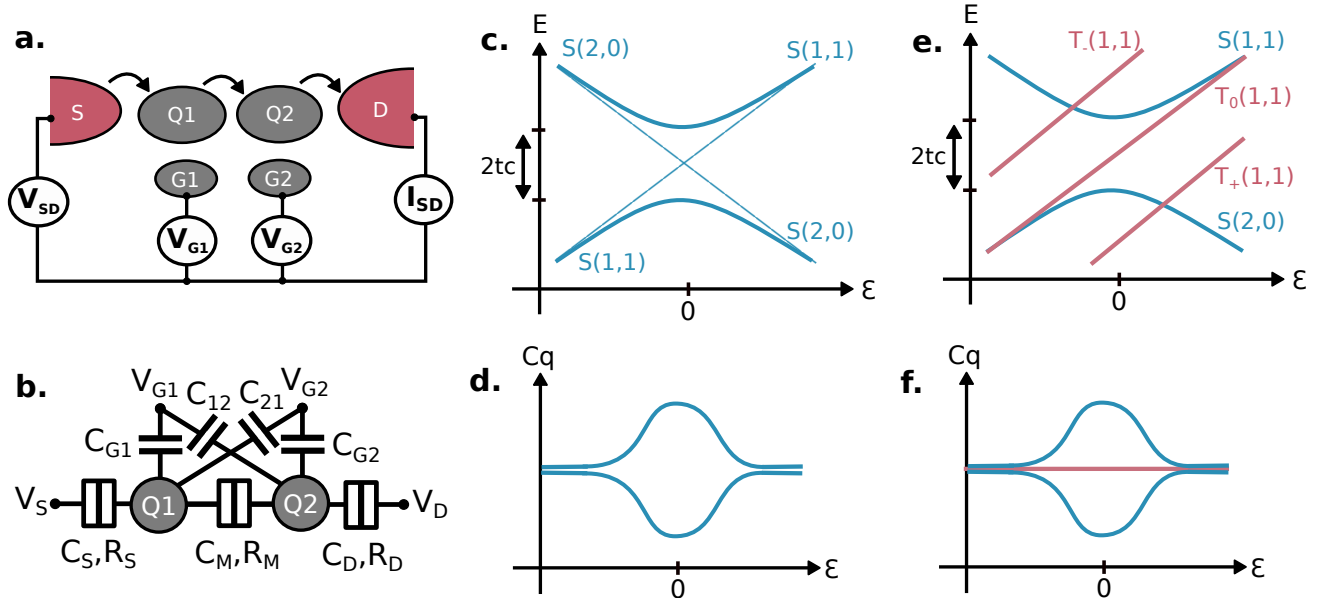 a.
S
Q1
Q2
D
G1
G2
V_SD
V_G1
V_G2
I_SD
b.
V_G1
V_G2
C_12
C_21
C_G1
C_G2
V_S
Q1
Q2
V_D
C_S,R_S
C_M,R_M
C_D,R_D
c.
E
S(2,0)
S(1,1)
2tc
S(2,0)
S(1,1)
0
ε
d.
Cq
0
ε
e.
E
T_-(1,1)
S(1,1)
T_0(1,1)
2tc
T_+(1,1)
S(2,0)
0
ε
f.
Cq
0
ε